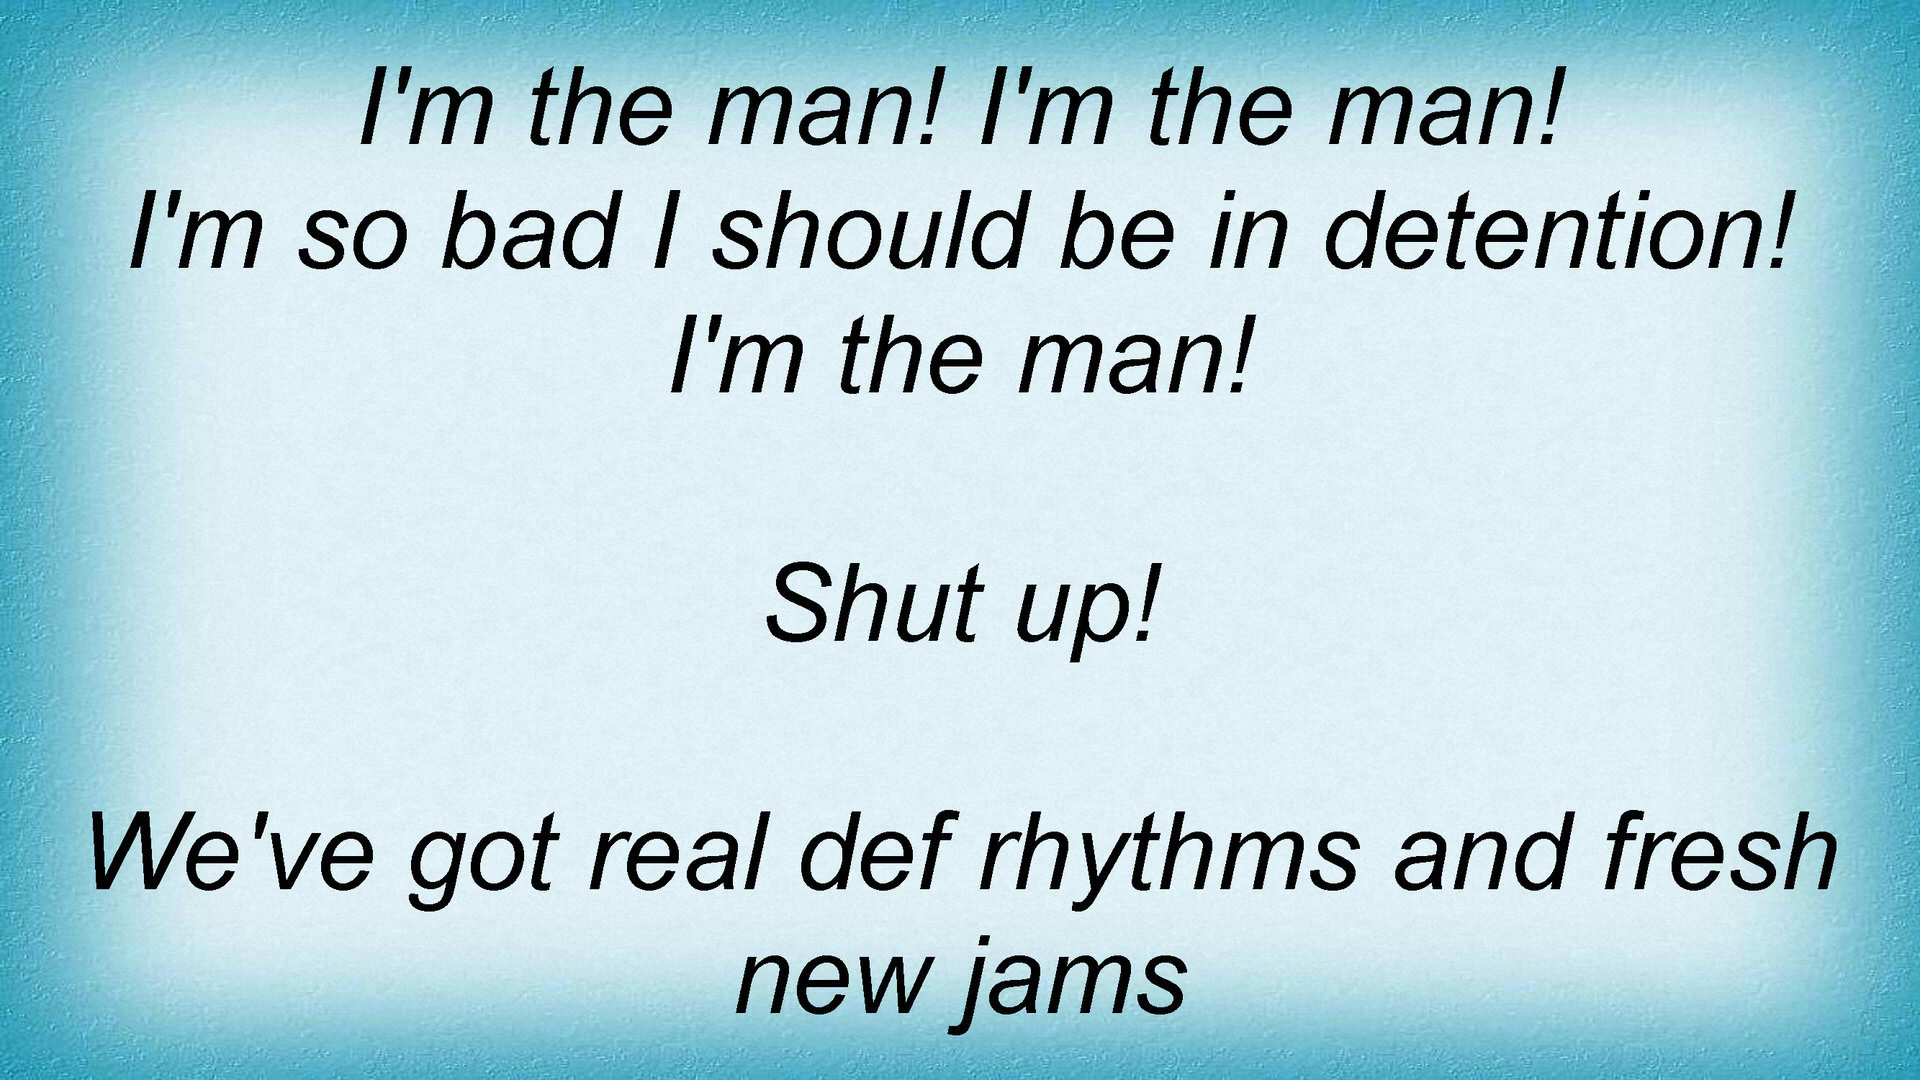 I'm the man! I'm the man!
I'm so bad I should be in detention!
I'm the man!
Shut up!
We've got real def rhythms and fresh
new jams